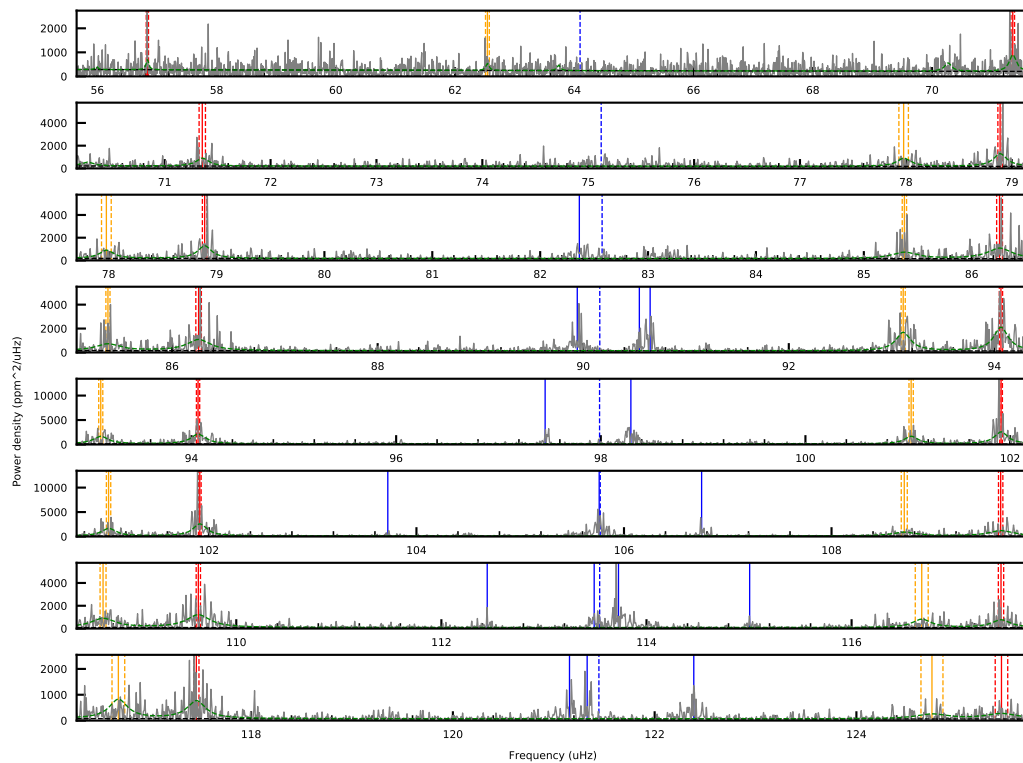 2000
1000
0
56 58 60 62 64 66 68 70
4000
2000
0
71 72 73 74 75 76 77 78 79
4000
2000
0
78 79 80 81 82 83 84 85 86
4000
2000
0
86 88 90 92 94
10000
5000
0
94 96 98 100 102
Power density (ppm^2/uHz)
10000
5000
0
102 104 106 108
4000
2000
0
110 112 114 116
2000
1000
0
118 120 122 124
Frequency (uHz)